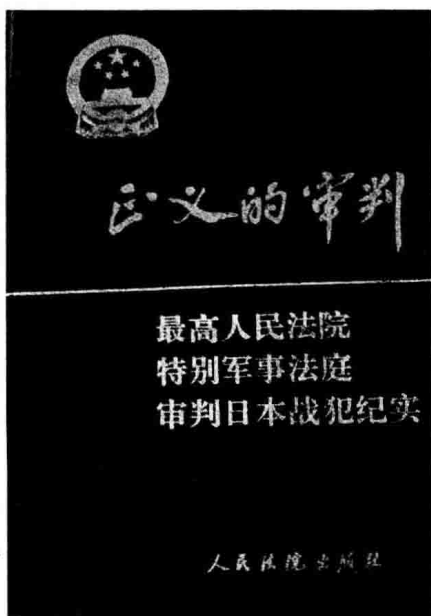 正义的审判
最高人民法院
特别军事法庭
审判日本战犯纪实
人民法院出版社